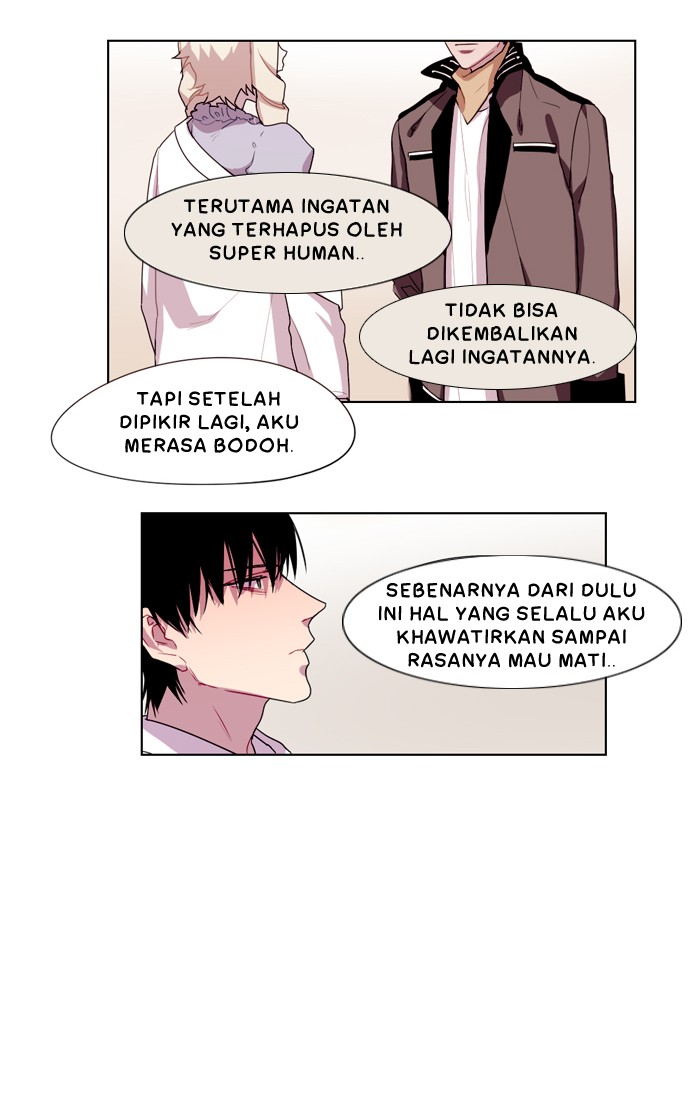 TERUTAMA INGATAN
YANG TERHAPUS OLEH
SUPER HUMAN..
TIDAK BISA
DIKEMBALIKAN
LAGI INGATANNYA.
TAPI SETELAH
DIPIKIR LAGI, AKU
MERASA BODOH.
SEBENARNYA DARI DULU
INI HAL YANG SELALU AKU
KHAWATIRKAN SAMPAI
RASANYA MAU MATI..